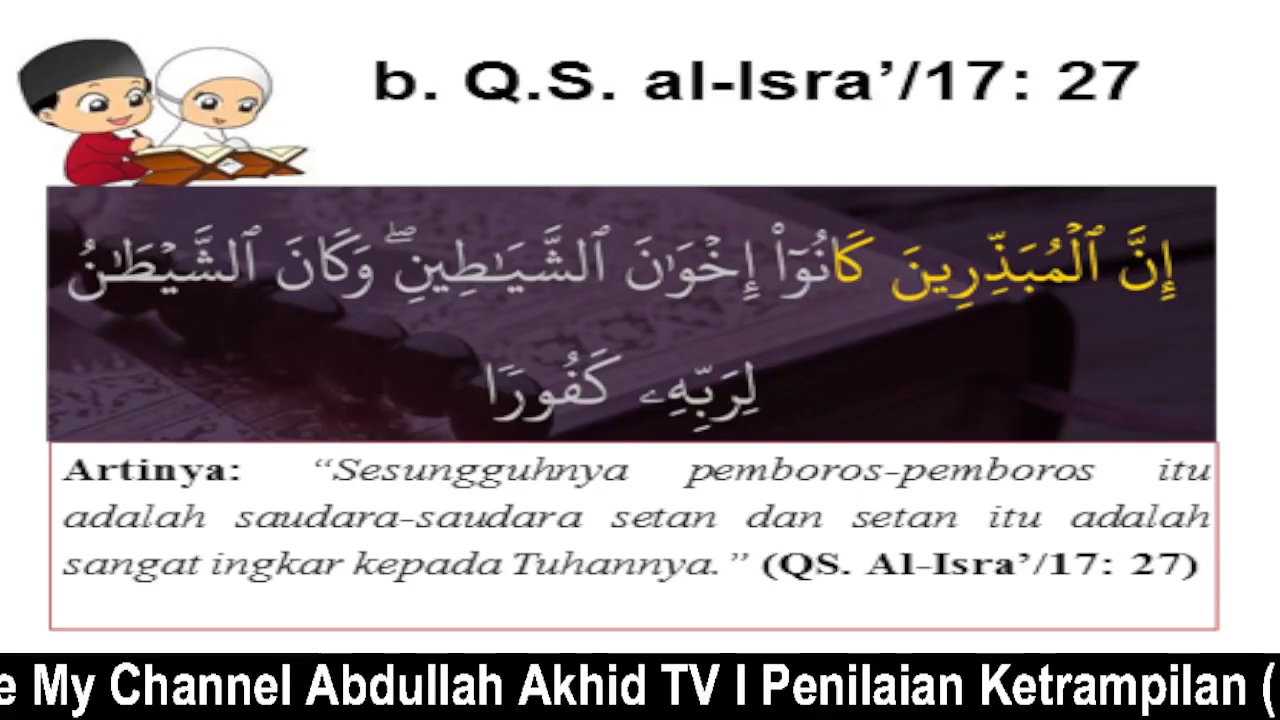 b. Q.S. al-Isra’/17: 27
إِنَّ ٱلْمُبَذِّرِينَ كَانُوٓا۟ إِخْوَٰنَ ٱلشَّيَـٰطِينِ ۖ وَكَانَ ٱلشَّيْطَـٰنُ
لِرَبِّهِۦ كَفُورًا
Artinya: “Sesungguhnya pemboros-pemboros itu
adalah saudara-saudara setan dan setan itu adalah
sangat ingkar kepada Tuhannya.” (QS. Al-Isra’/17: 27)
e My Channel Abdullah Akhid TV I Penilaian Ketrampilan (